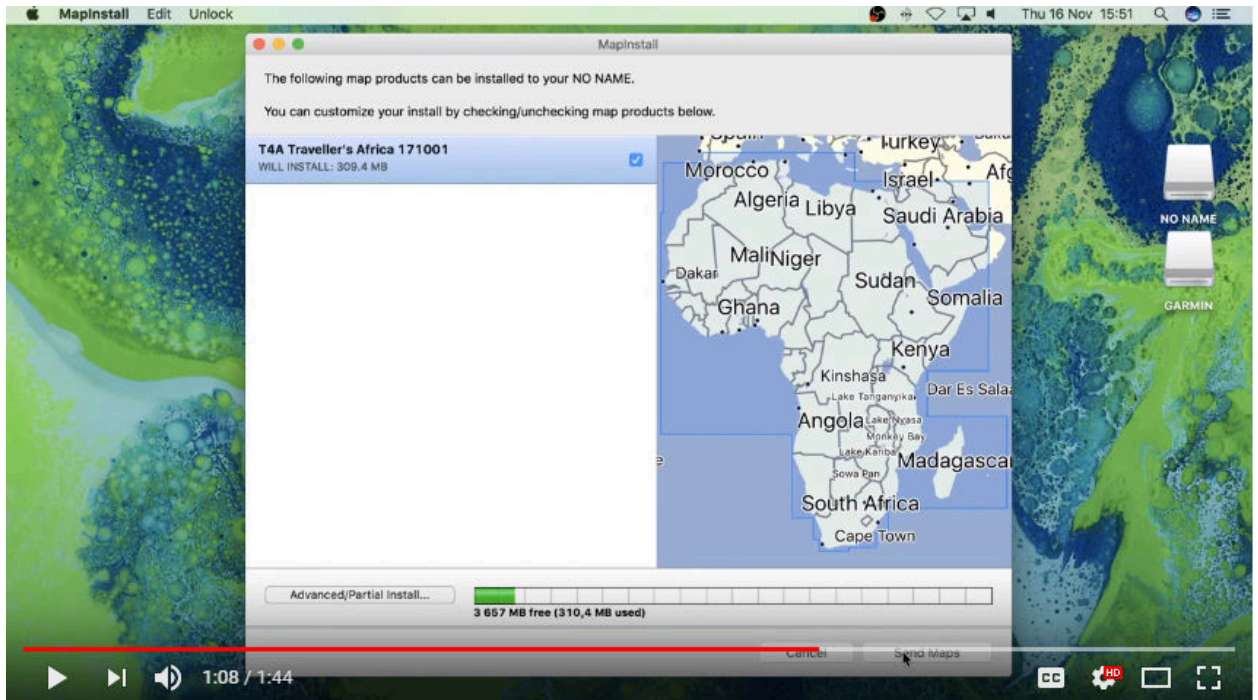 MapInstall Edit Unlock
Thu 16 Nov 15:51
MapInstall
The following map products can be installed to your NO NAME.
You can customize your install by checking/unchecking map products below.
T4A Traveller's Africa 171001
WILL INSTALL: 309.4 MB
Turkey
Morocco
Israel
Algeria
Libya
Saudi Arabia
Mali
Niger
Dakar
Sudan
Somalia
Ghana
Kenya
Kinshasa
Dar Es Salaa
Lake Tanganyika
Angola
Lake Nyasa
Monkey Bay
Lake Kariba
Madagascar
Sowa Pan
South Africa
Cape Town
NO NAME
GARMIN
Advanced/Partial Install...
3 657 MB free (310,4 MB used)
Cancel
Send Maps
1:08 / 1:44
CC
HD